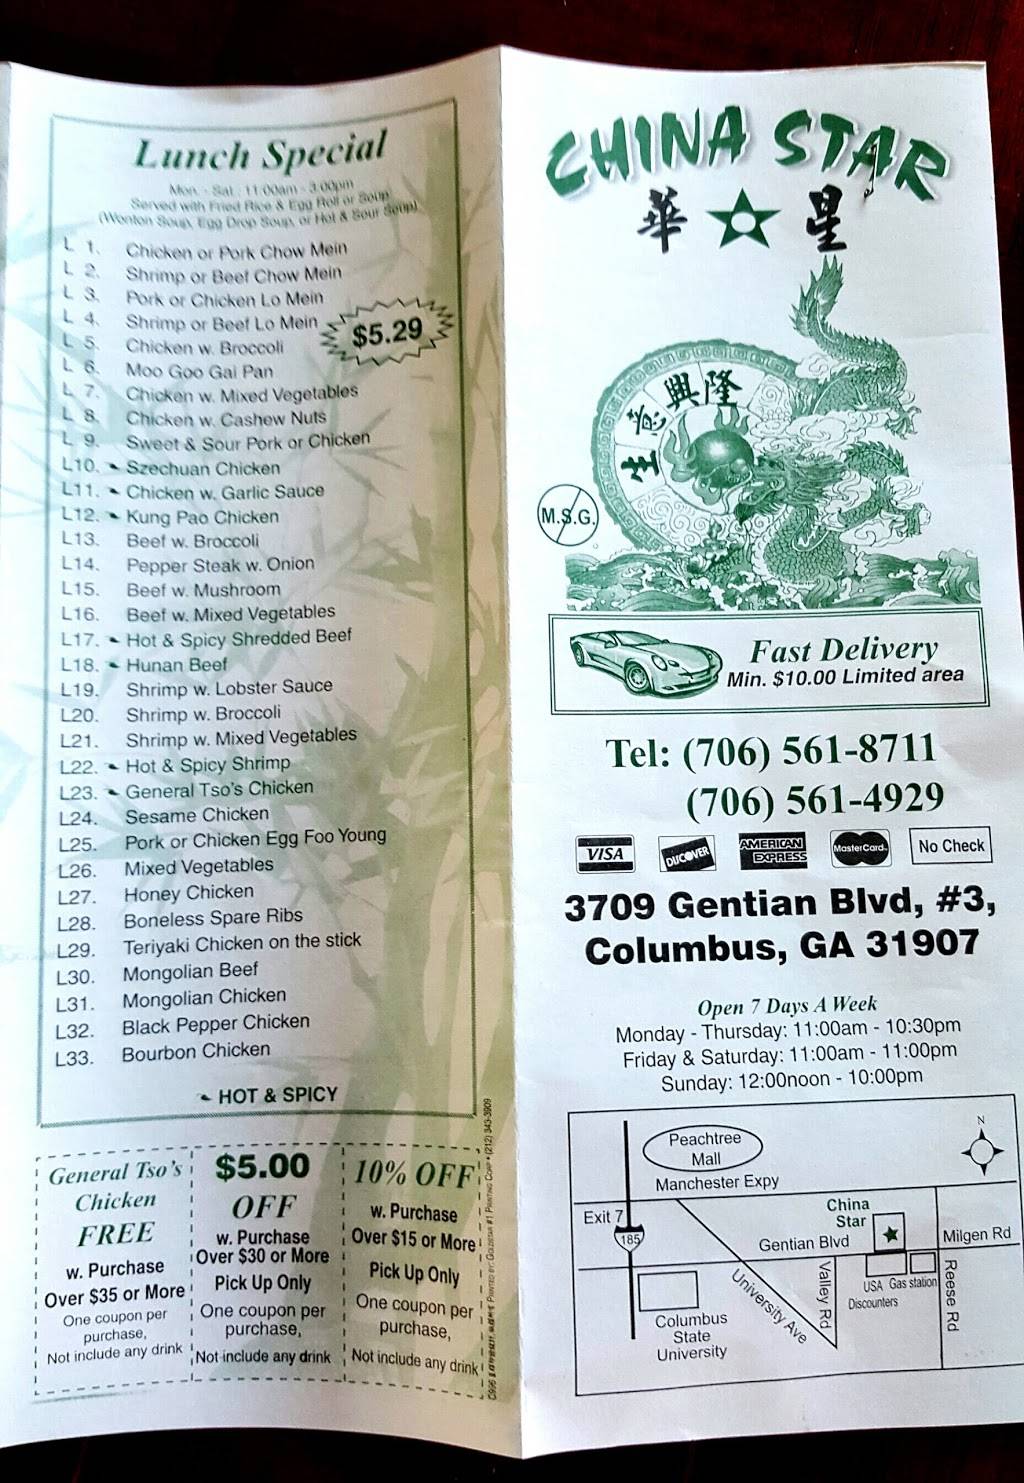 Lunch Special
Mon. - Sat.: 11:00am - 3:00pm
Served with Fried Rice & Egg Roll or Soup
(Wonton Soup, Egg Drop Soup, or Hot & Sour Soup)
L 1. Chicken or Pork Chow Mein
L 2. Shrimp or Beef Chow Mein
L 3. Pork or Chicken Lo Mein
L 4. Shrimp or Beef Lo Mein
$5.29
L 5. Chicken w. Broccoli
L 6. Moo Goo Gai Pan
L 7. Chicken w. Mixed Vegetables
L 8. Chicken w. Cashew Nuts
L 9. Sweet & Sour Pork or Chicken
L10. Szechuan Chicken
L11. Chicken w. Garlic Sauce
L12. Kung Pao Chicken
L13. Beef w. Broccoli
L14. Pepper Steak w. Onion
L15. Beef w. Mushroom
L16. Beef w. Mixed Vegetables
L17. Hot & Spicy Shredded Beef
L18. Hunan Beef
L19. Shrimp w. Lobster Sauce
L20. Shrimp w. Broccoli
L21. Shrimp w. Mixed Vegetables
L22. Hot & Spicy Shrimp
L23. General Tso's Chicken
L24. Sesame Chicken
L25. Pork or Chicken Egg Foo Young
L26. Mixed Vegetables
L27. Honey Chicken
L28. Boneless Spare Ribs
L29. Teriyaki Chicken on the stick
L30. Mongolian Beef
L31. Mongolian Chicken
L32. Black Pepper Chicken
L33. Bourbon Chicken
HOT & SPICY
General Tso's
Chicken
FREE
w. Purchase
Over $35 or More
One coupon per
purchase,
Not include any drink
$5.00
OFF
w. Purchase
Over $30 or More
Pick Up Only
One coupon per
purchase,
Not include any drink
10% OFF
w. Purchase
Over $15 or More
Pick Up Only
One coupon per
purchase,
Not include any drink
PRINTED BY: GOLDSTAR #1 PRINTING CORP • (212) 343-3909
CHINA STAR
華 星
生意興隆
M.S.G.
Fast Delivery
Min. $10.00 Limited area
Tel: (706) 561-8711
(706) 561-4929
VISA
DISCOVER
AMERICAN EXPRESS
MasterCard
No Check
3709 Gentian Blvd, #3,
Columbus, GA 31907
Open 7 Days A Week
Monday - Thursday: 11:00am - 10:30pm
Friday & Saturday: 11:00am - 11:00pm
Sunday: 12:00noon - 10:00pm
Peachtree
Mall
N
Manchester Expy
China
Star
Exit 7
185
Gentian Blvd
Milgen Rd
University Ave
Valley Rd
USA
Discounters
Gas station
Reese Rd
Columbus
State
University